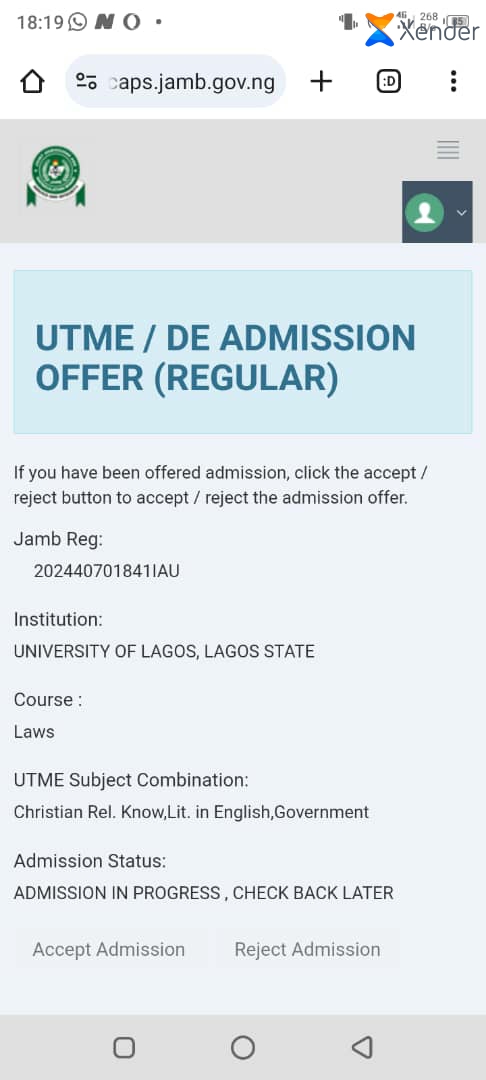 18:19
4G
268
B/s
85
Xender
caps.jamb.gov.ng
:D
UTME / DE ADMISSION
OFFER (REGULAR)
If you have been offered admission, click the accept /
reject button to accept / reject the admission offer.
Jamb Reg:
202440701841IAU
Institution:
UNIVERSITY OF LAGOS, LAGOS STATE
Course :
Laws
UTME Subject Combination:
Christian Rel. Know,Lit. in English,Government
Admission Status:
ADMISSION IN PROGRESS , CHECK BACK LATER
Accept Admission Reject Admission